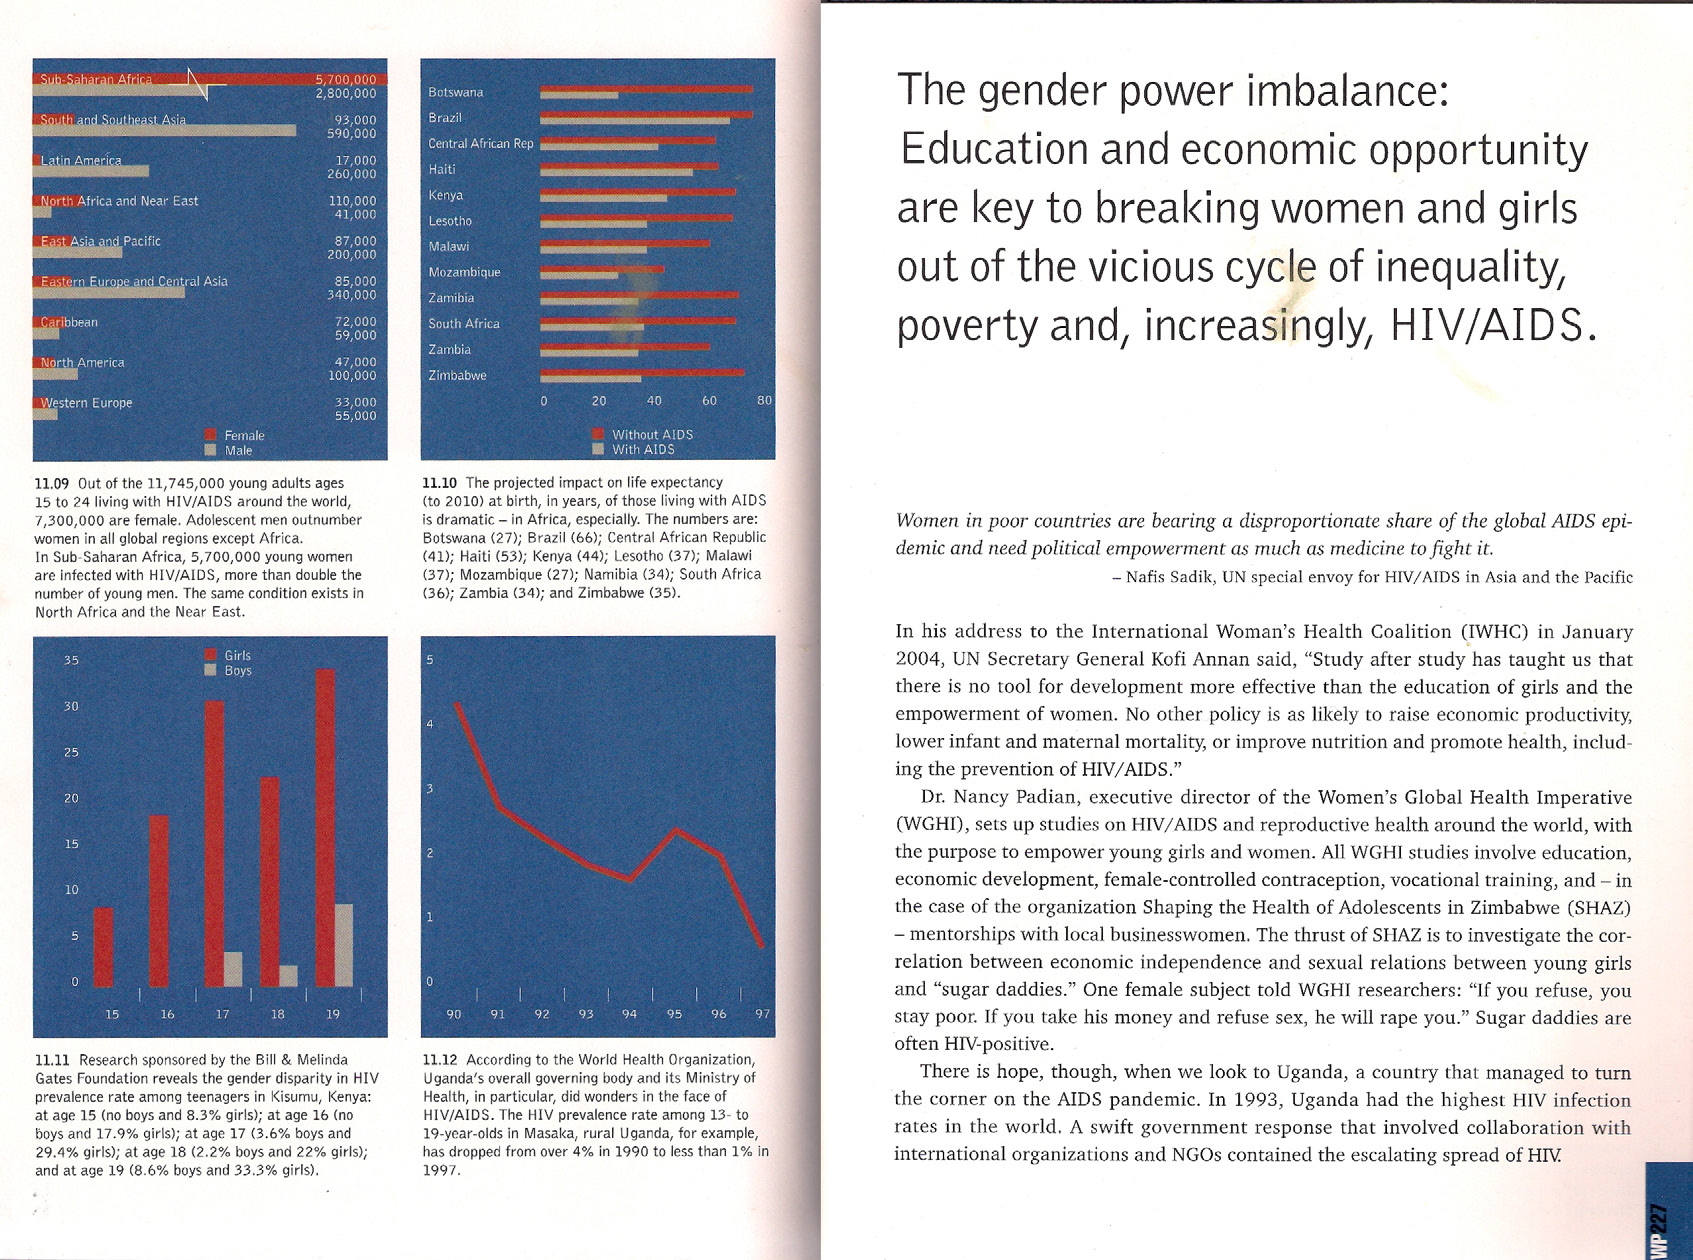 Sub-Saharan Africa 5,700,000
2,800,000
South and Southeast Asia 93,000
590,000
Latin America 17,000
260,000
North Africa and Near East 110,000
41,000
East Asia and Pacific 87,000
200,000
Eastern Europe and Central Asia 85,000
340,000
Caribbean 72,000
59,000
North America 47,000
100,000
Western Europe 33,000
55,000
Female
Male
11.09 Out of the 11,745,000 young adults ages
15 to 24 living with HIV/AIDS around the world,
7,300,000 are female. Adolescent men outnumber
women in all global regions except Africa.
In Sub-Saharan Africa, 5,700,000 young women
are infected with HIV/AIDS, more than double the
number of young men. The same condition exists in
North Africa and the Near East.
Botswana
Brazil
Central African Rep
Haiti
Kenya
Lesotho
Malawi
Mozambique
Zamibia
South Africa
Zambia
Zimbabwe
0 20 40 60 80
Without AIDS
With AIDS
11.10 The projected impact on life expectancy
(to 2010) at birth, in years, of those living with AIDS
is dramatic – in Africa, especially. The numbers are:
Botswana (27); Brazil (66); Central African Republic
(41); Haiti (53); Kenya (44); Lesotho (37); Malawi
(37); Mozambique (27); Namibia (34); South Africa
(36); Zambia (34); and Zimbabwe (35).
Girls
Boys
35
30
25
20
15
10
5
0
15 16 17 18 19
11.11 Research sponsored by the Bill & Melinda
Gates Foundation reveals the gender disparity in HIV
prevalence rate among teenagers in Kisumu, Kenya:
at age 15 (no boys and 8.3% girls); at age 16 (no
boys and 17.9% girls); at age 17 (3.6% boys and
29.4% girls); at age 18 (2.2% boys and 22% girls);
and at age 19 (8.6% boys and 33.3% girls).
5
4
3
2
1
0
90 91 92 93 94 95 96 97
11.12 According to the World Health Organization,
Uganda's overall governing body and its Ministry of
Health, in particular, did wonders in the face of
HIV/AIDS. The HIV prevalence rate among 13- to
19-year-olds in Masaka, rural Uganda, for example,
has dropped from over 4% in 1990 to less than 1% in
1997.
The gender power imbalance:
Education and economic opportunity
are key to breaking women and girls
out of the vicious cycle of inequality,
poverty and, increasingly, HIV/AIDS.
Women in poor countries are bearing a disproportionate share of the global AIDS epi-
demic and need political empowerment as much as medicine to fight it.
– Nafis Sadik, UN special envoy for HIV/AIDS in Asia and the Pacific
In his address to the International Woman's Health Coalition (IWHC) in January
2004, UN Secretary General Kofi Annan said, “Study after study has taught us that
there is no tool for development more effective than the education of girls and the
empowerment of women. No other policy is as likely to raise economic productivity,
lower infant and maternal mortality, or improve nutrition and promote health, includ-
ing the prevention of HIV/AIDS.”
Dr. Nancy Padian, executive director of the Women's Global Health Imperative
(WGHI), sets up studies on HIV/AIDS and reproductive health around the world, with
the purpose to empower young girls and women. All WGHI studies involve education,
economic development, female-controlled contraception, vocational training, and – in
the case of the organization Shaping the Health of Adolescents in Zimbabwe (SHAZ)
– mentorships with local businesswomen. The thrust of SHAZ is to investigate the cor-
relation between economic independence and sexual relations between young girls
and “sugar daddies.” One female subject told WGHI researchers: “If you refuse, you
stay poor. If you take his money and refuse sex, he will rape you.” Sugar daddies are
often HIV-positive.
There is hope, though, when we look to Uganda, a country that managed to turn
the corner on the AIDS pandemic. In 1993, Uganda had the highest HIV infection
rates in the world. A swift government response that involved collaboration with
international organizations and NGOs contained the escalating spread of HIV.
WP227